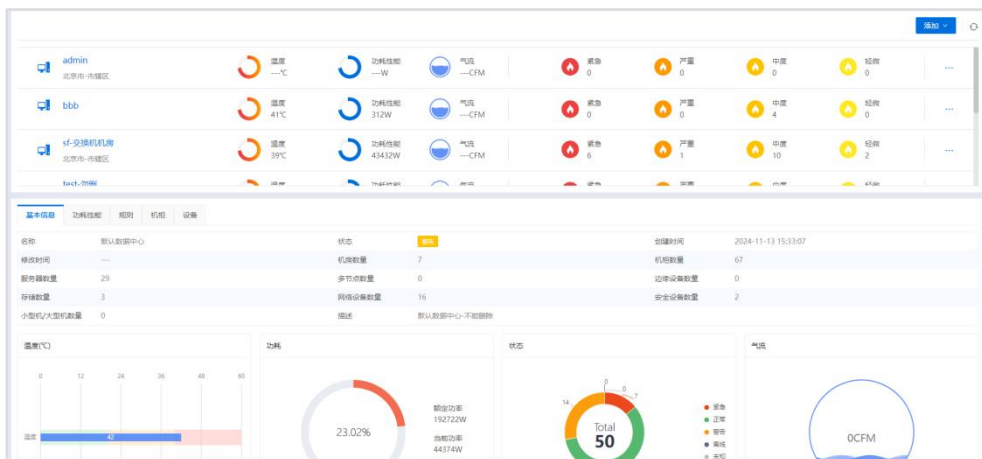 添加
admin
北京市-市辖区
温度
---℃
功耗性能
---W
气流
---CFM
紧急
0
严重
0
中度
0
轻微
0
bbb
温度
41℃
功耗性能
312W
气流
---CFM
紧急
0
严重
0
中度
4
轻微
0
sf-交换机机房
北京市-市辖区
温度
39℃
功耗性能
43432W
气流
---CFM
紧急
6
严重
1
中度
10
轻微
2
基本信息 功耗性能 规则 机柜 设备
名称 默认数据中心 状态 警告 创建时间 2024-11-13 15:33:07
修改时间 --- 机房数量 7 机柜数量 67
服务器数量 29 多节点数量 0 边缘设备数量 0
存储数量 3 网络设备数量 16 安全设备数量 2
小型机/大型机数量 0 描述 默认数据中心-不能删除
温度(℃) 功耗 状态 气流
0 12 24 36 48 60
温度 42
23.02%
额定功率
192722W
当前功率
44374W
0
0
7
14
Total
50
紧急
正常
警告
离线
未知
0CFM